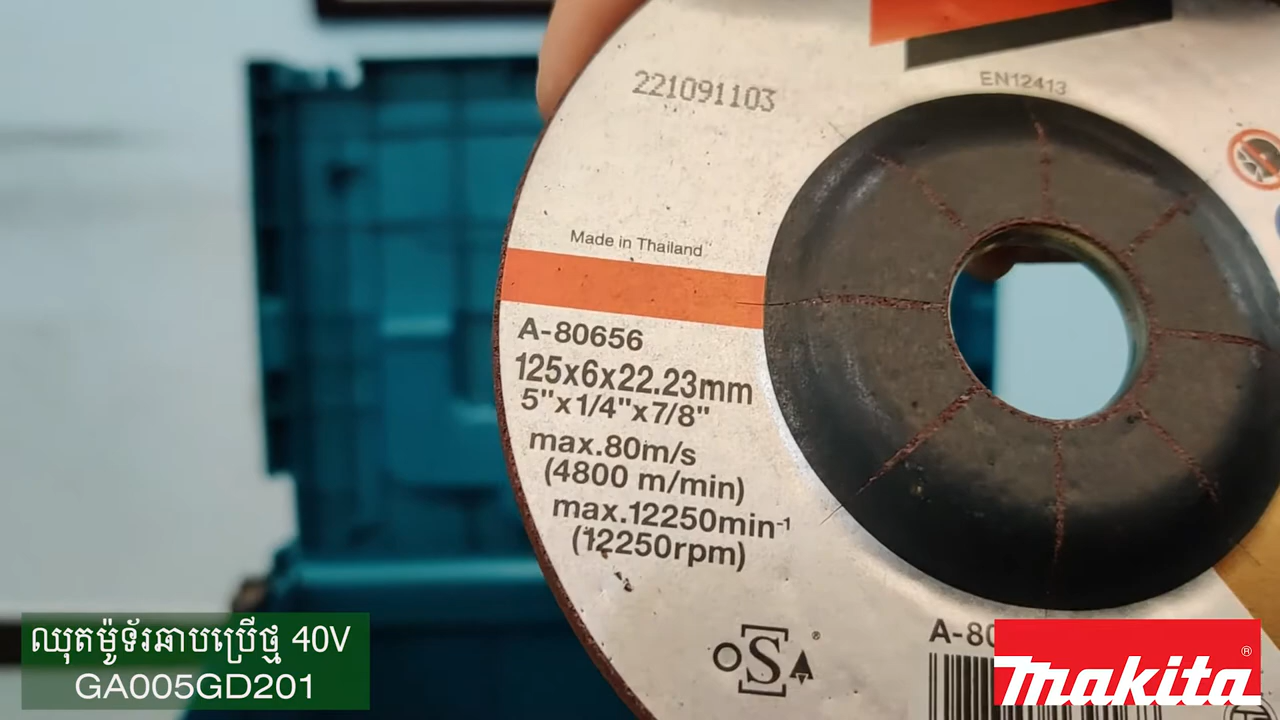 221091103
EN12413
Made in Thailand
A-80656
125x6x22.23mm
5"x1/4"x7/8"
max.80m/s
(4800 m/min)
max.12250min-1
(12250rpm)
OSA®
A-80
ឈុតម៉ូទ័រឆាបប្រើថ្ម 40V
GA005GD201
Makita®